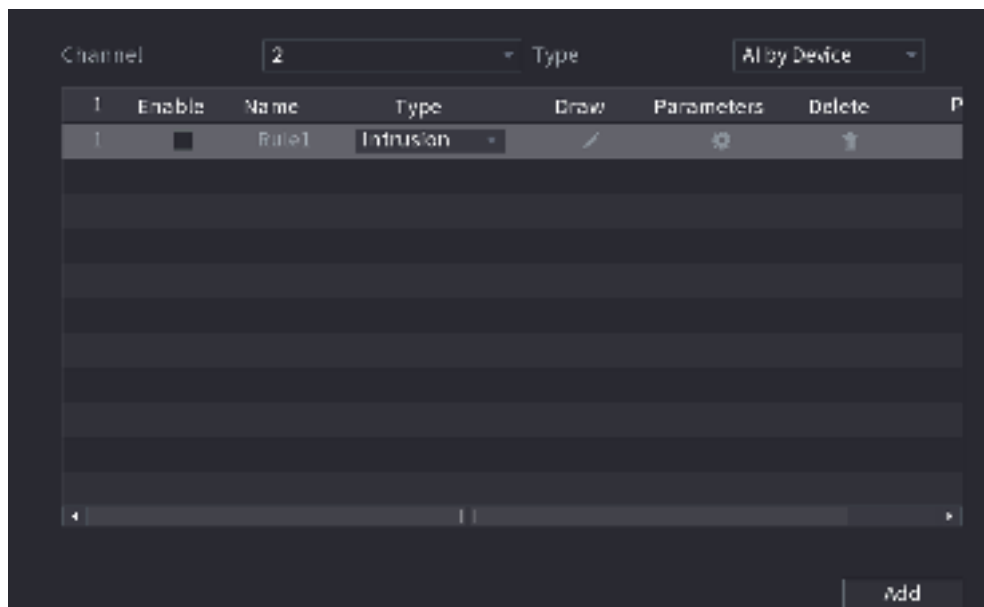 Channel 2 Type AI by Device
1 Enable Name Type Draw Parameters Delete P
1 Rule1 Intrusion
Add